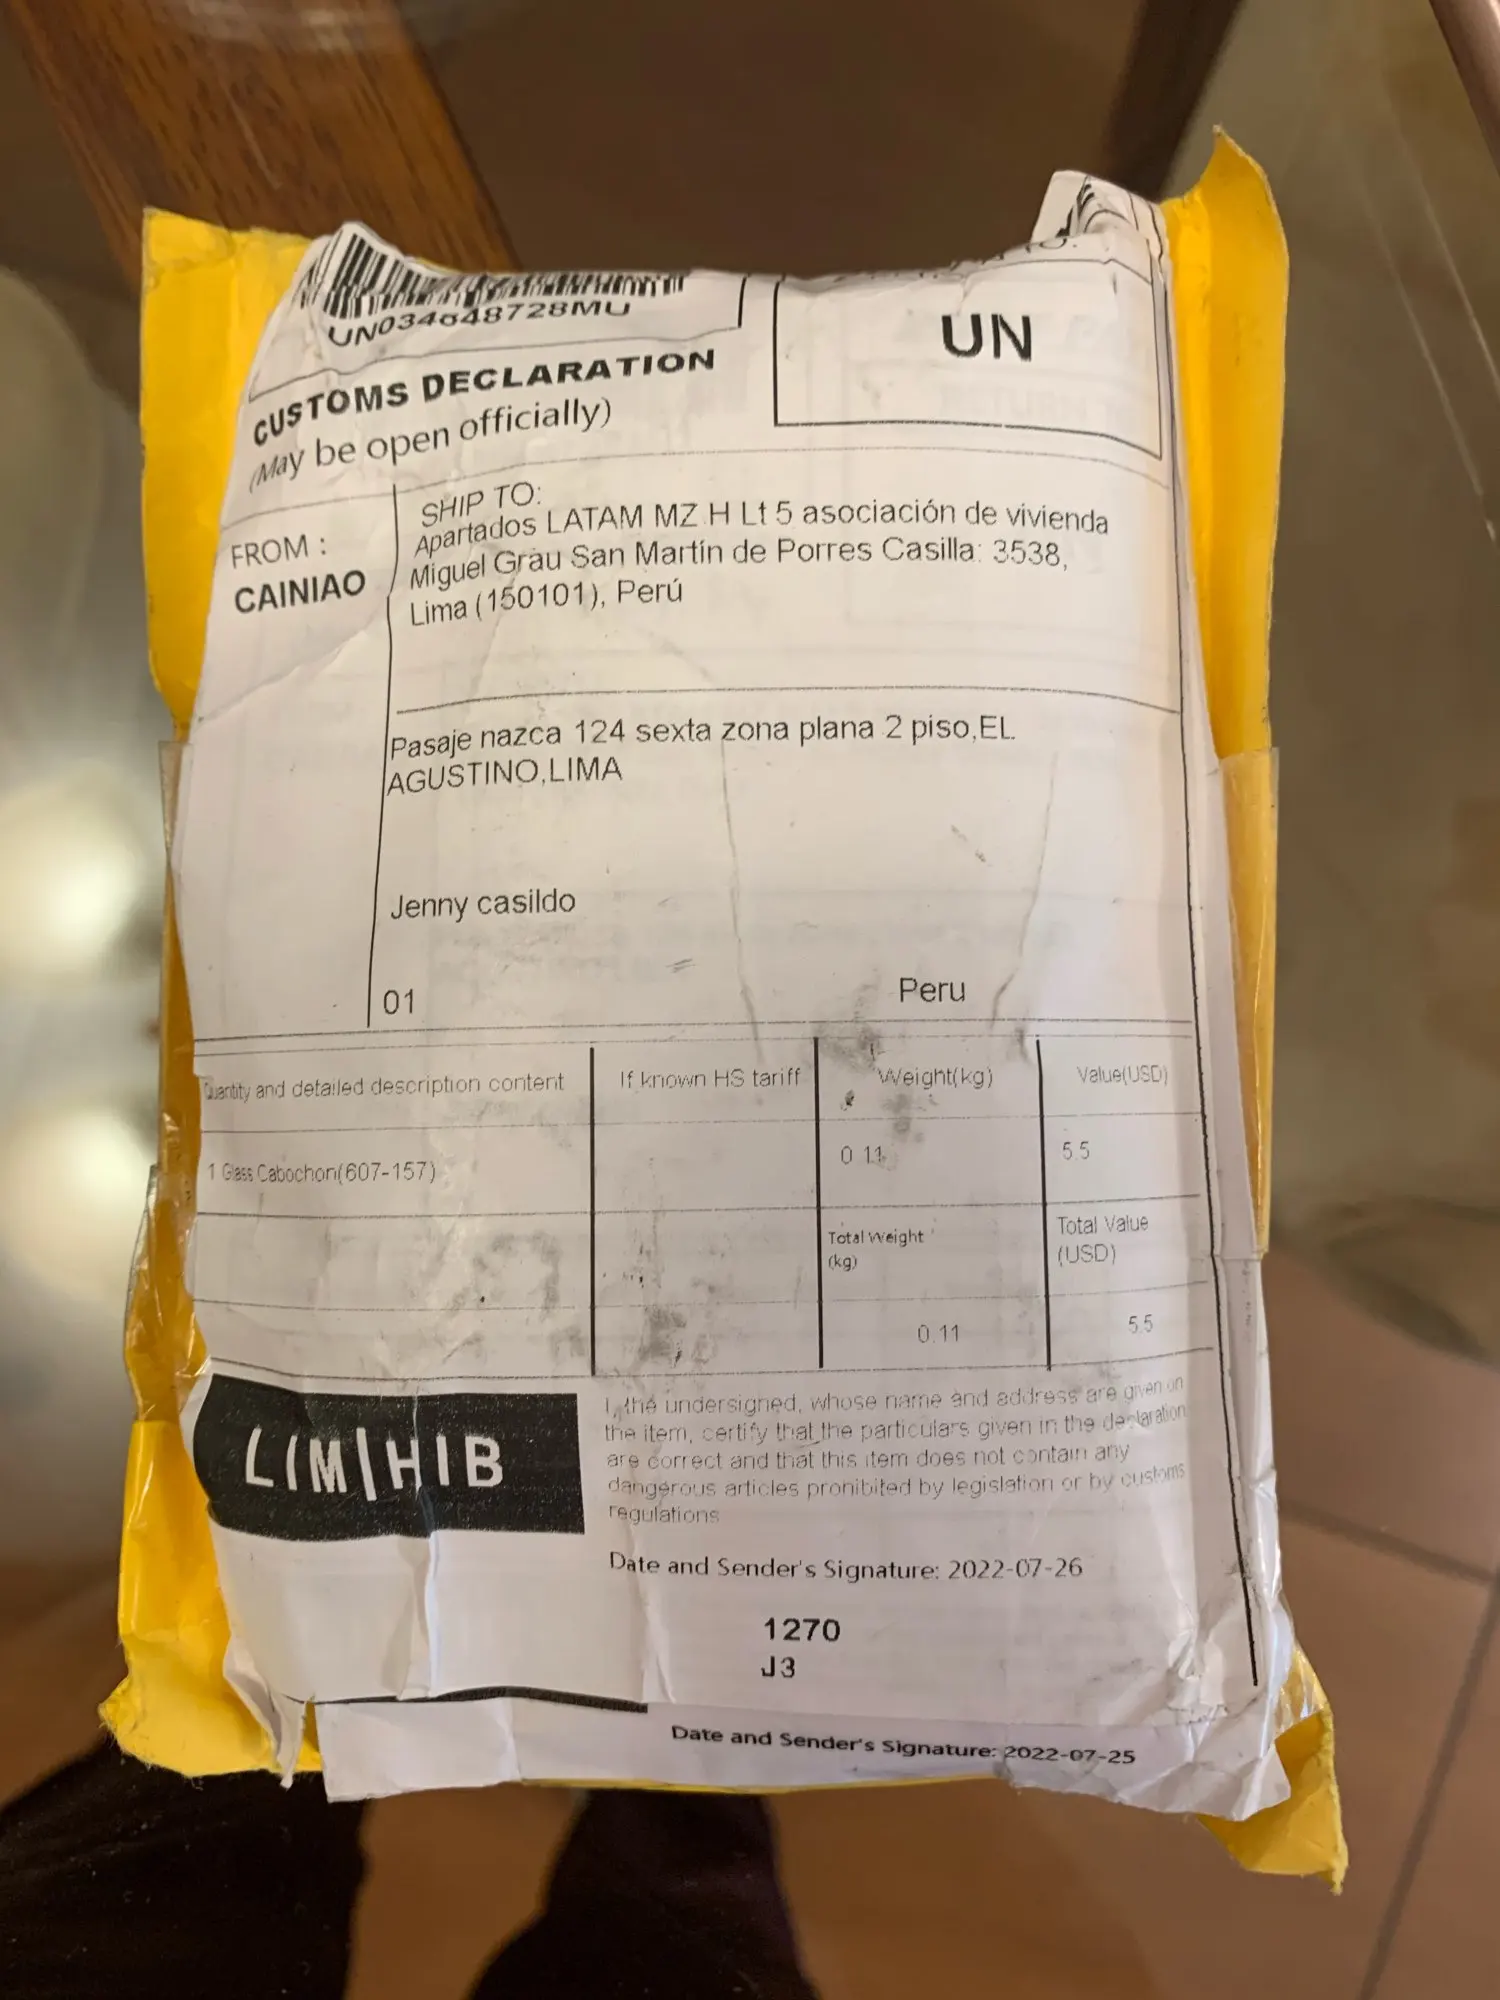 UN034648728MU
UN
CUSTOMS DECLARATION
(May be open officially)
FROM :
CAINIAO
SHIP TO:
Apartados LATAM MZ H Lt 5 asociación de vivienda
Miguel Grau San Martín de Porres Casilla: 3538,
Lima (150101), Perú
Pasaje nazca 124 sexta zona plana 2 piso,EL
AGUSTINO,LIMA
Jenny casildo
01
Peru
Quantity and detailed description content
If known HS tariff
Weight(kg)
Value(USD)
1 Glass Cabochon(607-157)
0.11
5.5
Total Weight
(kg)
Total Value
(USD)
0.11
5.5
LIM|HIB
I, the undersigned, whose name and address are given on
the item, certify that the particulars given in the declaration
are correct and that this item does not contain any
dangerous articles prohibited by legislation or by customs
regulations
Date and Sender's Signature: 2022-07-26
1270
J3
Date and Sender's Signature: 2022-07-25